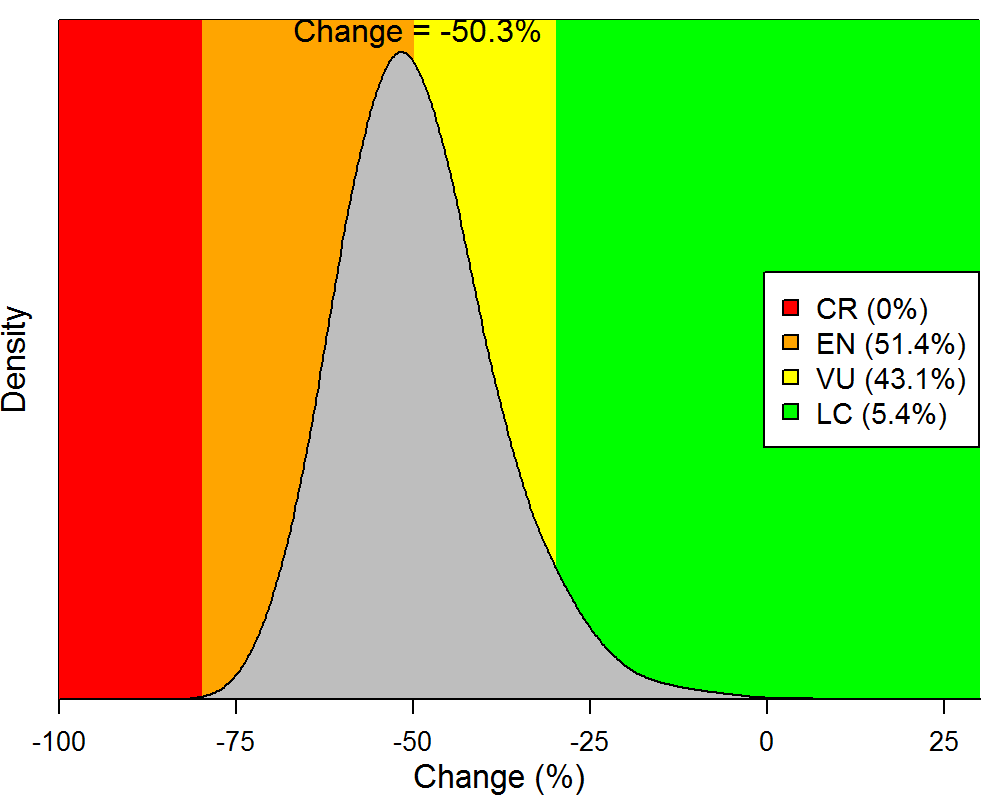 Change = -50.3%
Density
CR (0%)
EN (51.4%)
VU (43.1%)
LC (5.4%)
-100 -75 -50 -25 0 25
Change (%)